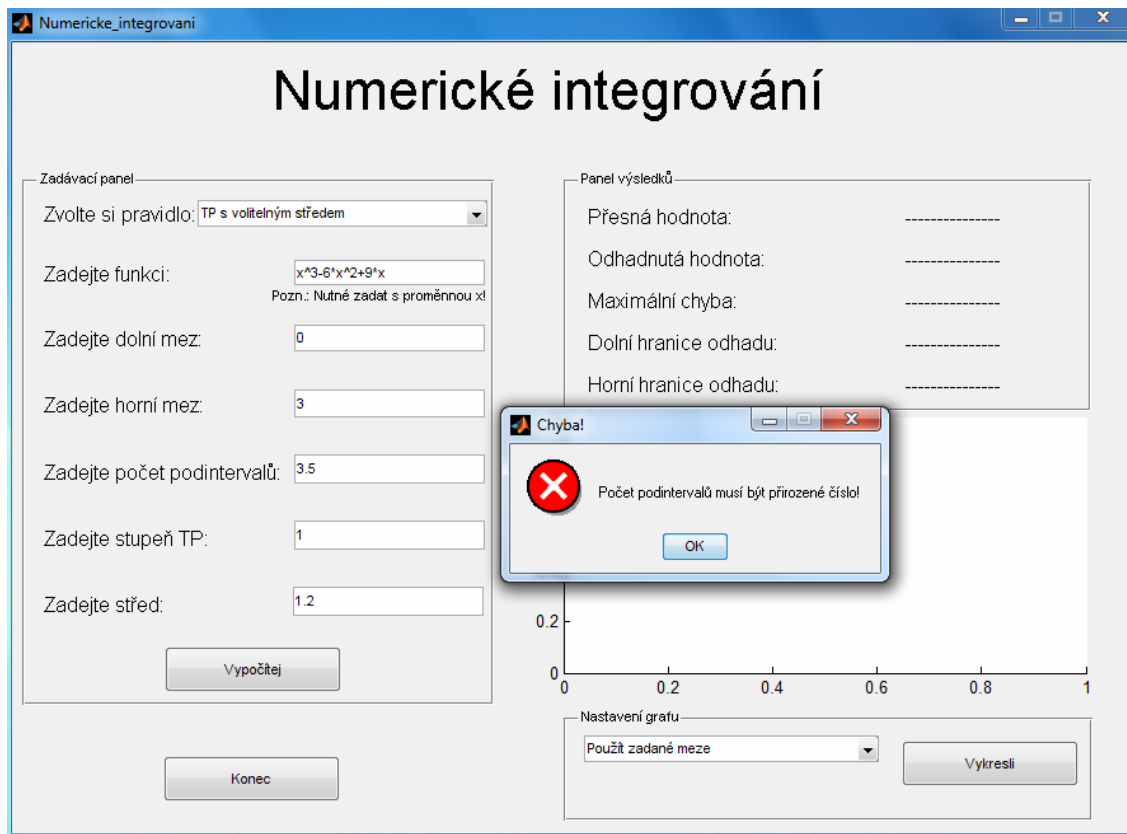 Numericke_integrovani
Numerické integrování
Zadávací panel
Zvolte si pravidlo: TP s volitelným středem
Zadejte funkci: x^3-6*x^2+9*x
Pozn.: Nutné zadat s proměnnou x!
Zadejte dolní mez: 0
Zadejte horní mez: 3
Zadejte počet podintervalů: 3.5
Zadejte stupeň TP: 1
Zadejte střed: 1.2
Vypočítej
Konec
Panel výsledků
Přesná hodnota: ---------------
Odhadnutá hodnota: ---------------
Maximální chyba: ---------------
Dolní hranice odhadu: ---------------
Horní hranice odhadu: ---------------
Chyba!
Počet podintervalů musí být přirozené číslo!
OK
0.2
0
0 0.2 0.4 0.6 0.8 1
Nastavení grafu
Použít zadané meze
Vykresli